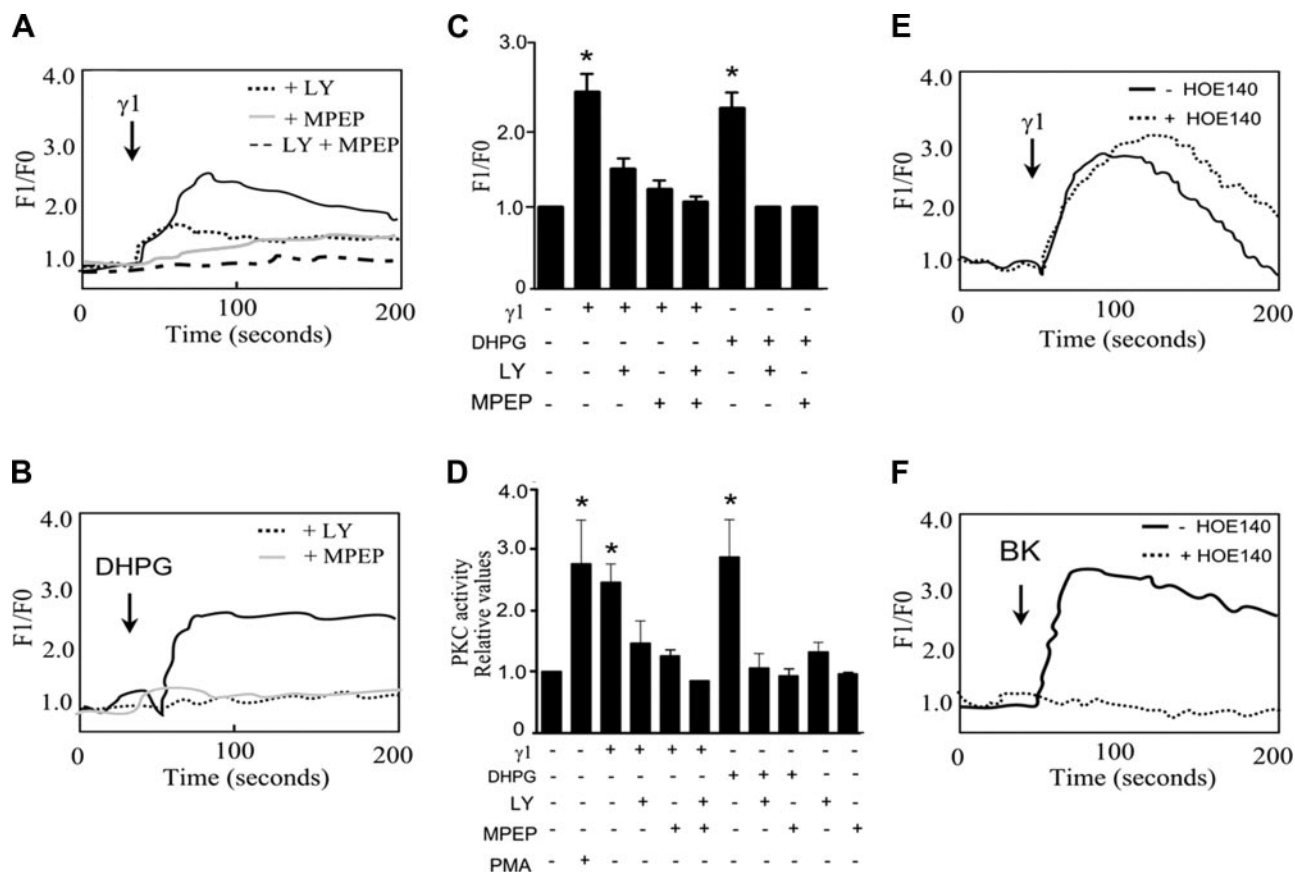 A
4.0
3.0
2.0
1.0
F1/F0
γ1
+ LY
+ MPEP
LY + MPEP
0 100 200
Time (seconds)
B
4.0
3.0
2.0
1.0
F1/F0
DHPG
+ LY
+ MPEP
0 100 200
Time (seconds)
C
3.0
2.0
1.0
0
F1/F0
* *
γ1 - + + + + - - -
DHPG - - - - - + + +
LY - - + - + - + -
MPEP - - - + + - - +
D
4.0
3.0
2.0
1.0
0
PKC activity
Relative values
* * *
γ1 - - + + + + - - - - -
DHPG - - - - - - + + + - -
LY - - - + - + - + - + -
MPEP - - - - + + - - + - +
PMA - + - - - - - - - - -
E
4.0
3.0
2.0
1.0
F1/F0
γ1
- HOE140
+ HOE140
0 100 200
Time (seconds)
F
4.0
3.0
2.0
1.0
F1/F0
BK
- HOE140
+ HOE140
0 100 200
Time (seconds)